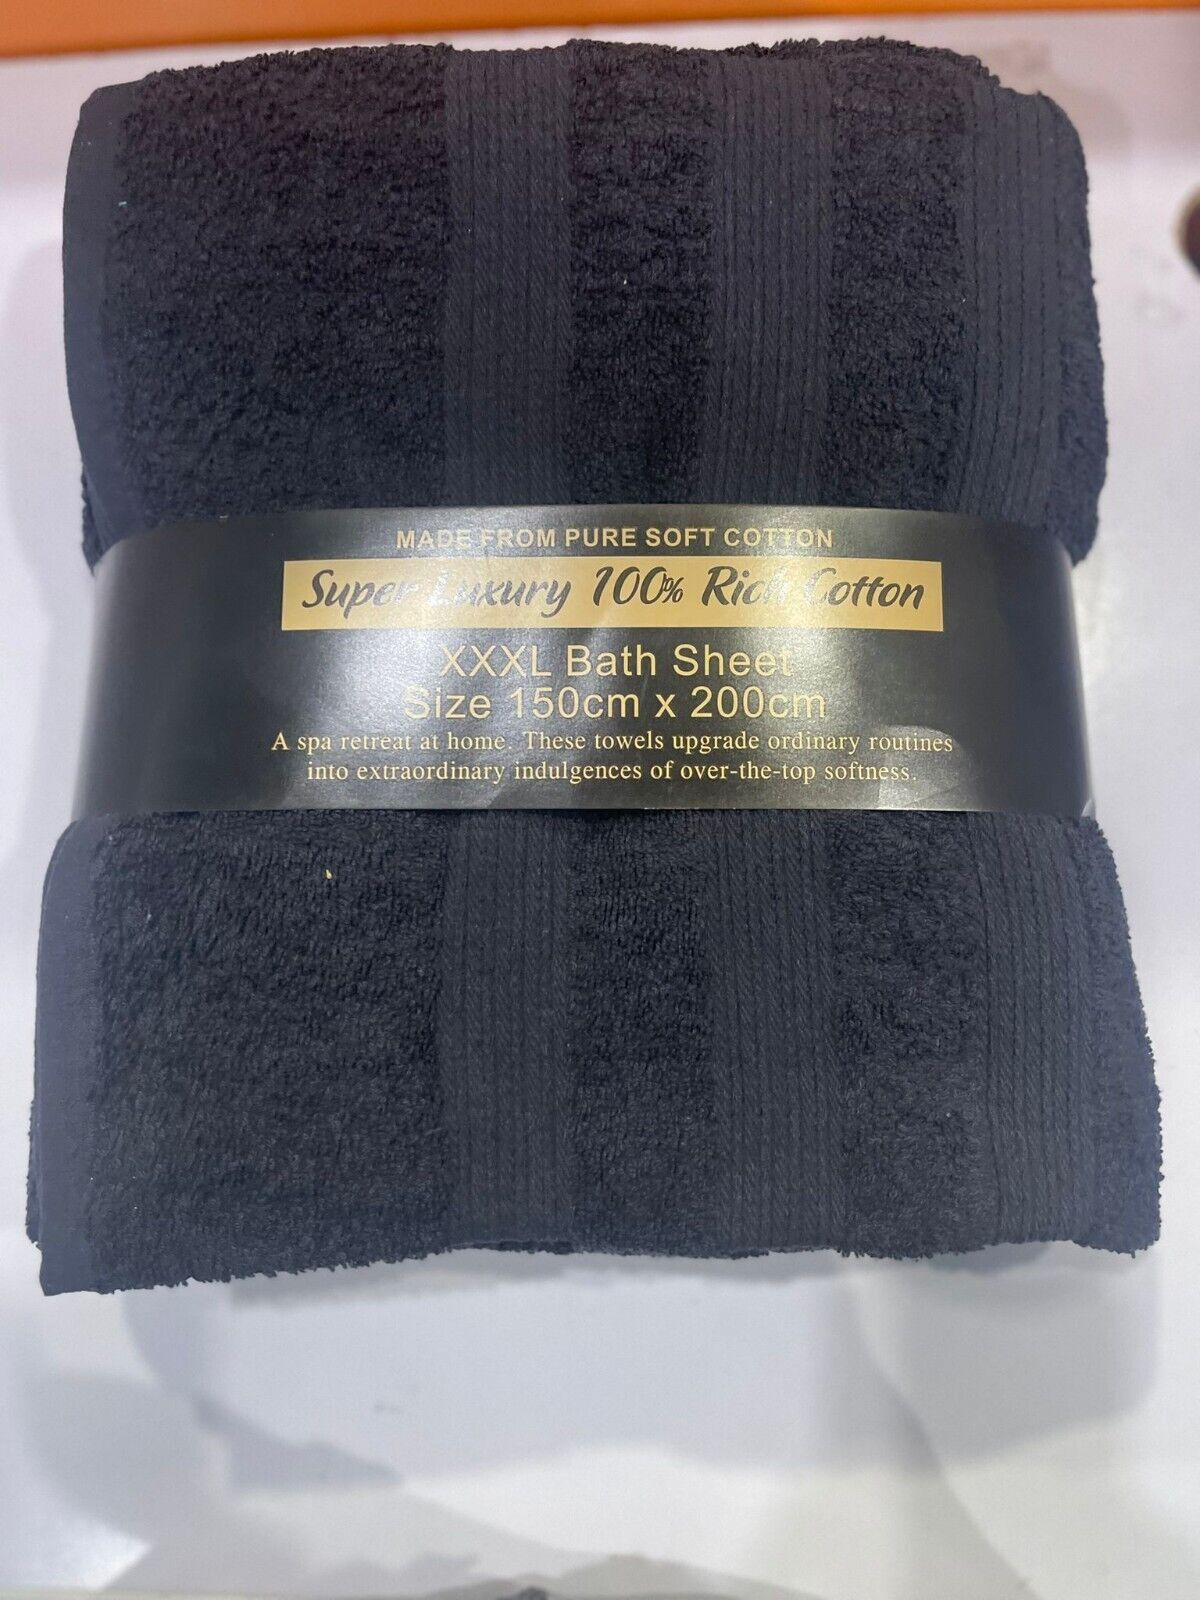 MADE FROM PURE SOFT COTTON
Super Luxury 100% Rich Cotton
XXXL Bath Sheet
Size 150cm x 200cm
A spa retreat at home. These towels upgrade ordinary routines
into extraordinary indulgences of over-the-top softness.